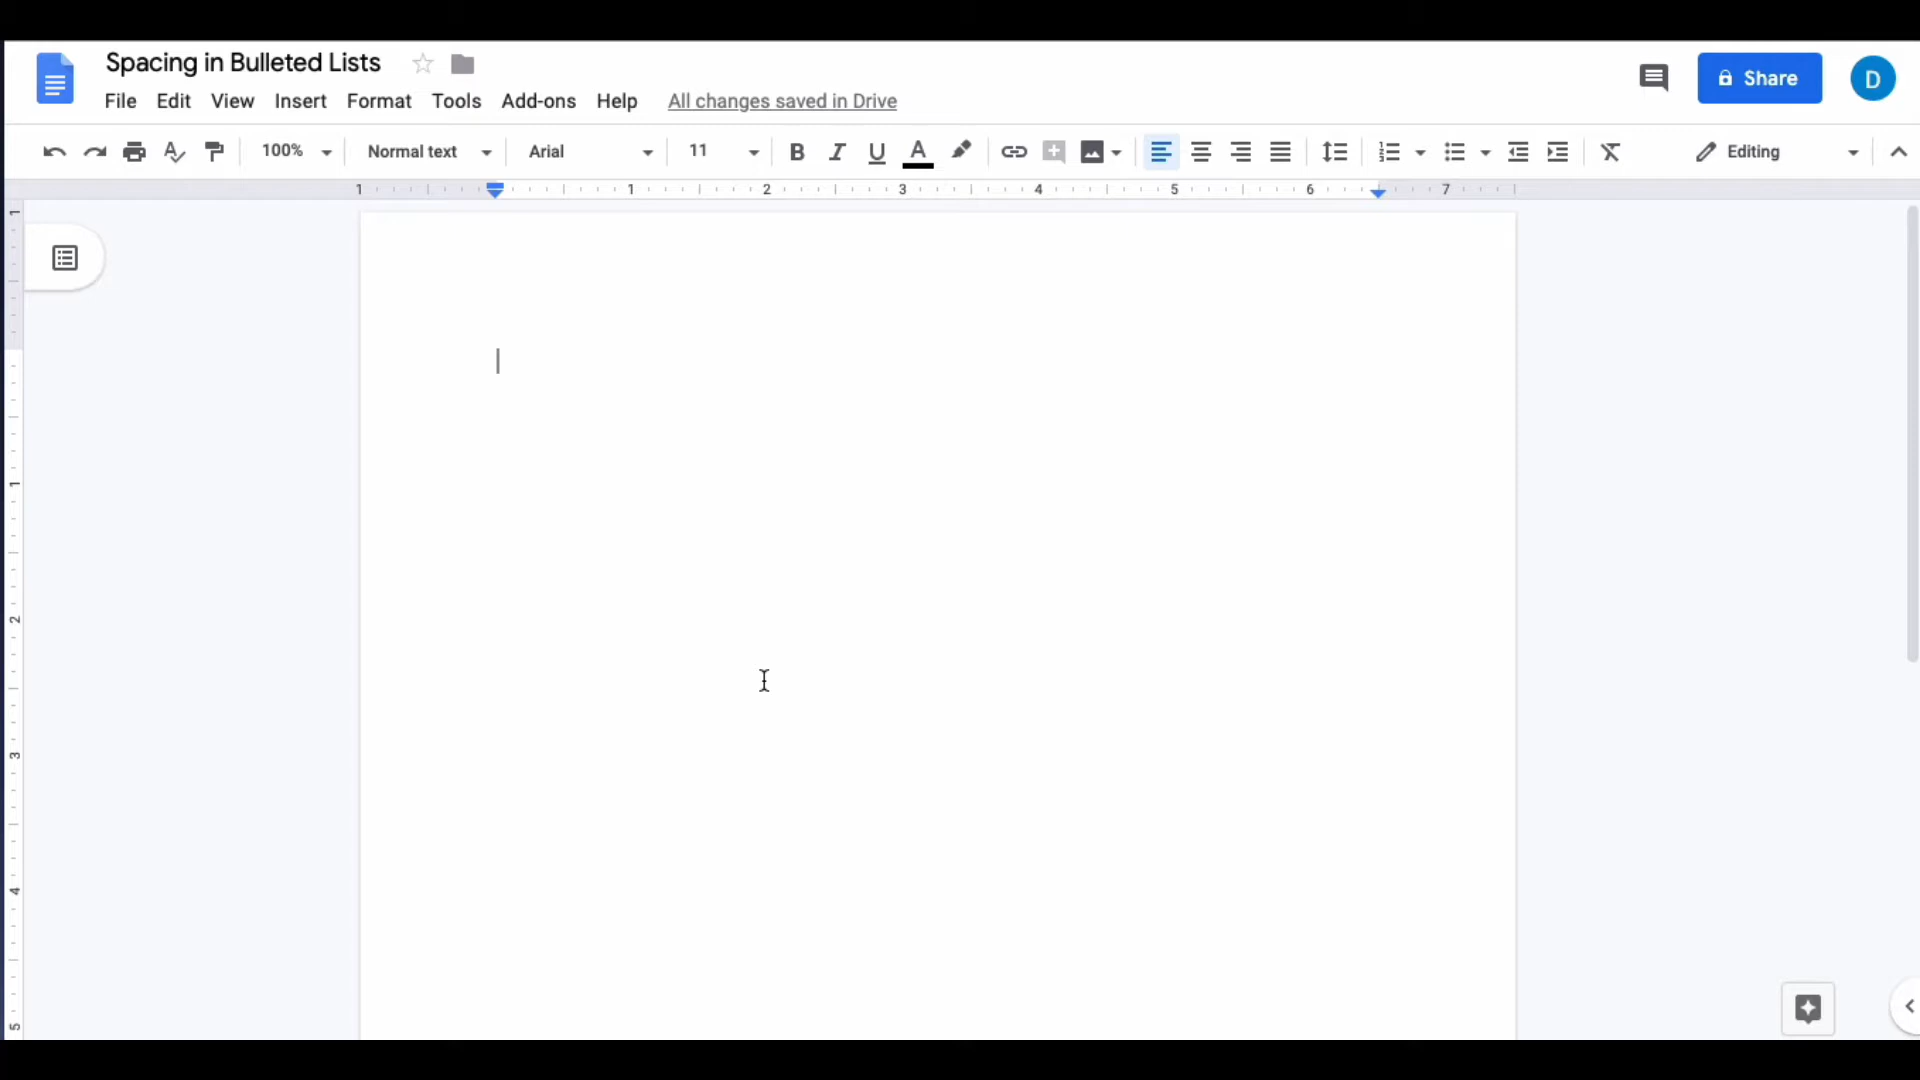 Spacing in Bulleted Lists
File Edit View Insert Format Tools Add-ons Help All changes saved in Drive
Share
D
100% Normal text Arial 11 B I U A Editing
1 1 2 3 4 5 6 7
1
1
2
3
4
5